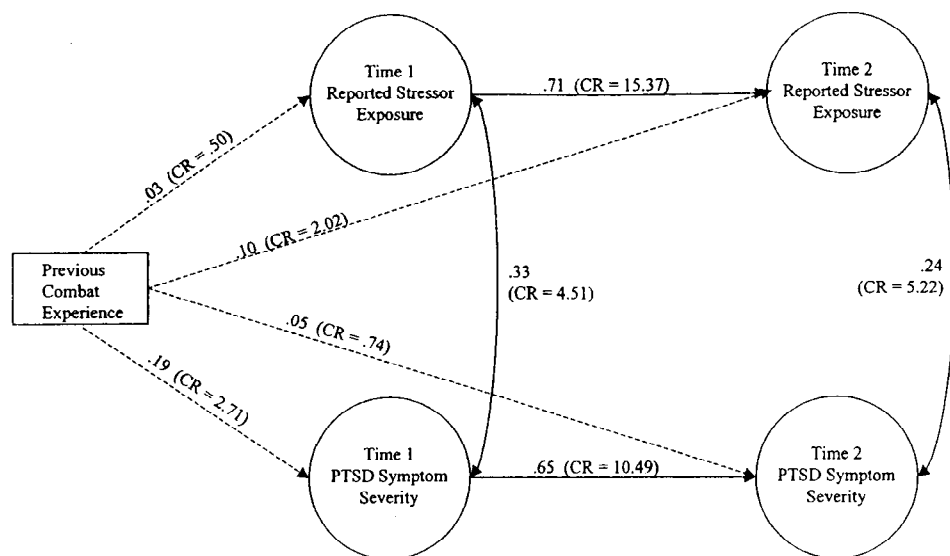 Time 1
Reported Stressor
Exposure
.71 (CR = 15.37)
Time 2
Reported Stressor
Exposure
.03 (CR = .50)
.10 (CR = 2.02)
Previous
Combat
Experience
.33
(CR = 4.51)
.24
(CR = 5.22)
.05 (CR = .74)
.19 (CR = 2.71)
Time 1
PTSD Symptom
Severity
.65 (CR = 10.49)
Time 2
PTSD Symptom
Severity